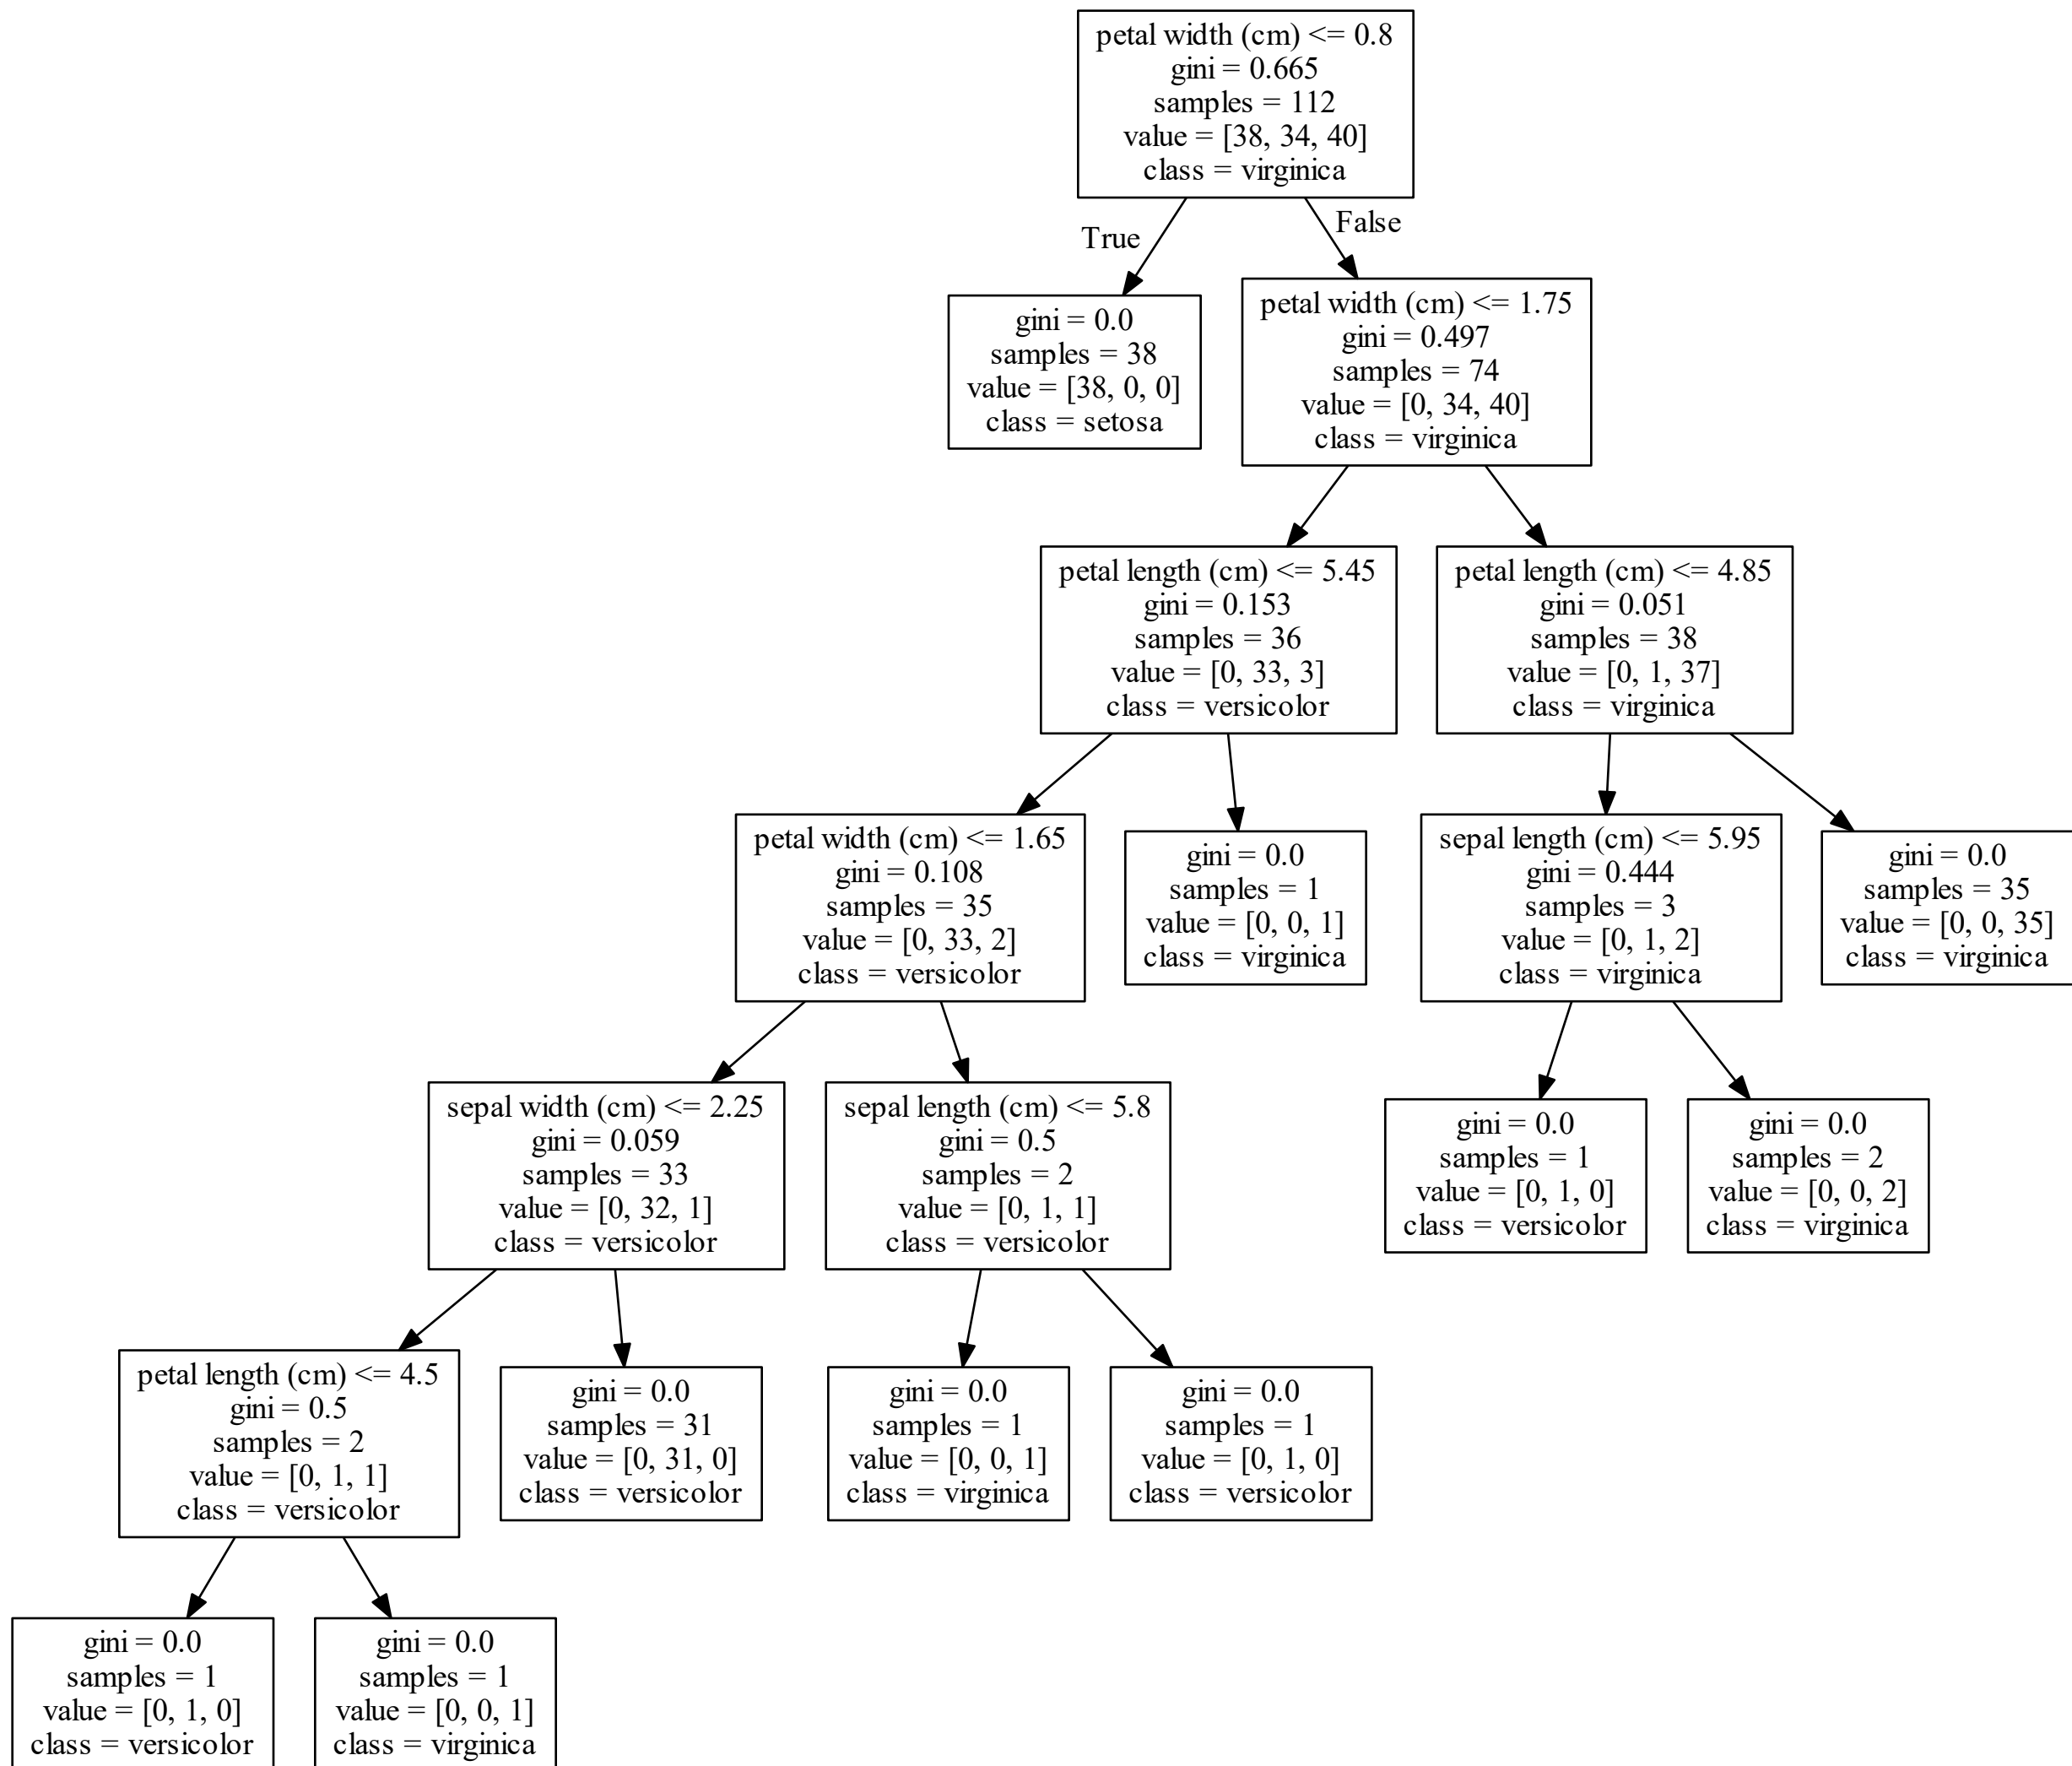 petal width (cm) <= 0.8
gini = 0.665
samples = 112
value = [38, 34, 40]
class = virginica
True
False
gini = 0.0
samples = 38
value = [38, 0, 0]
class = setosa
petal width (cm) <= 1.75
gini = 0.497
samples = 74
value = [0, 34, 40]
class = virginica
petal length (cm) <= 5.45
gini = 0.153
samples = 36
value = [0, 33, 3]
class = versicolor
petal length (cm) <= 4.85
gini = 0.051
samples = 38
value = [0, 1, 37]
class = virginica
petal width (cm) <= 1.65
gini = 0.108
samples = 35
value = [0, 33, 2]
class = versicolor
gini = 0.0
samples = 1
value = [0, 0, 1]
class = virginica
sepal length (cm) <= 5.95
gini = 0.444
samples = 3
value = [0, 1, 2]
class = virginica
gini = 0.0
samples = 35
value = [0, 0, 35]
class = virginica
sepal width (cm) <= 2.25
gini = 0.059
samples = 33
value = [0, 32, 1]
class = versicolor
sepal length (cm) <= 5.8
gini = 0.5
samples = 2
value = [0, 1, 1]
class = versicolor
gini = 0.0
samples = 1
value = [0, 1, 0]
class = versicolor
gini = 0.0
samples = 2
value = [0, 0, 2]
class = virginica
petal length (cm) <= 4.5
gini = 0.5
samples = 2
value = [0, 1, 1]
class = versicolor
gini = 0.0
samples = 31
value = [0, 31, 0]
class = versicolor
gini = 0.0
samples = 1
value = [0, 0, 1]
class = virginica
gini = 0.0
samples = 1
value = [0, 1, 0]
class = versicolor
gini = 0.0
samples = 1
value = [0, 1, 0]
class = versicolor
gini = 0.0
samples = 1
value = [0, 0, 1]
class = virginica